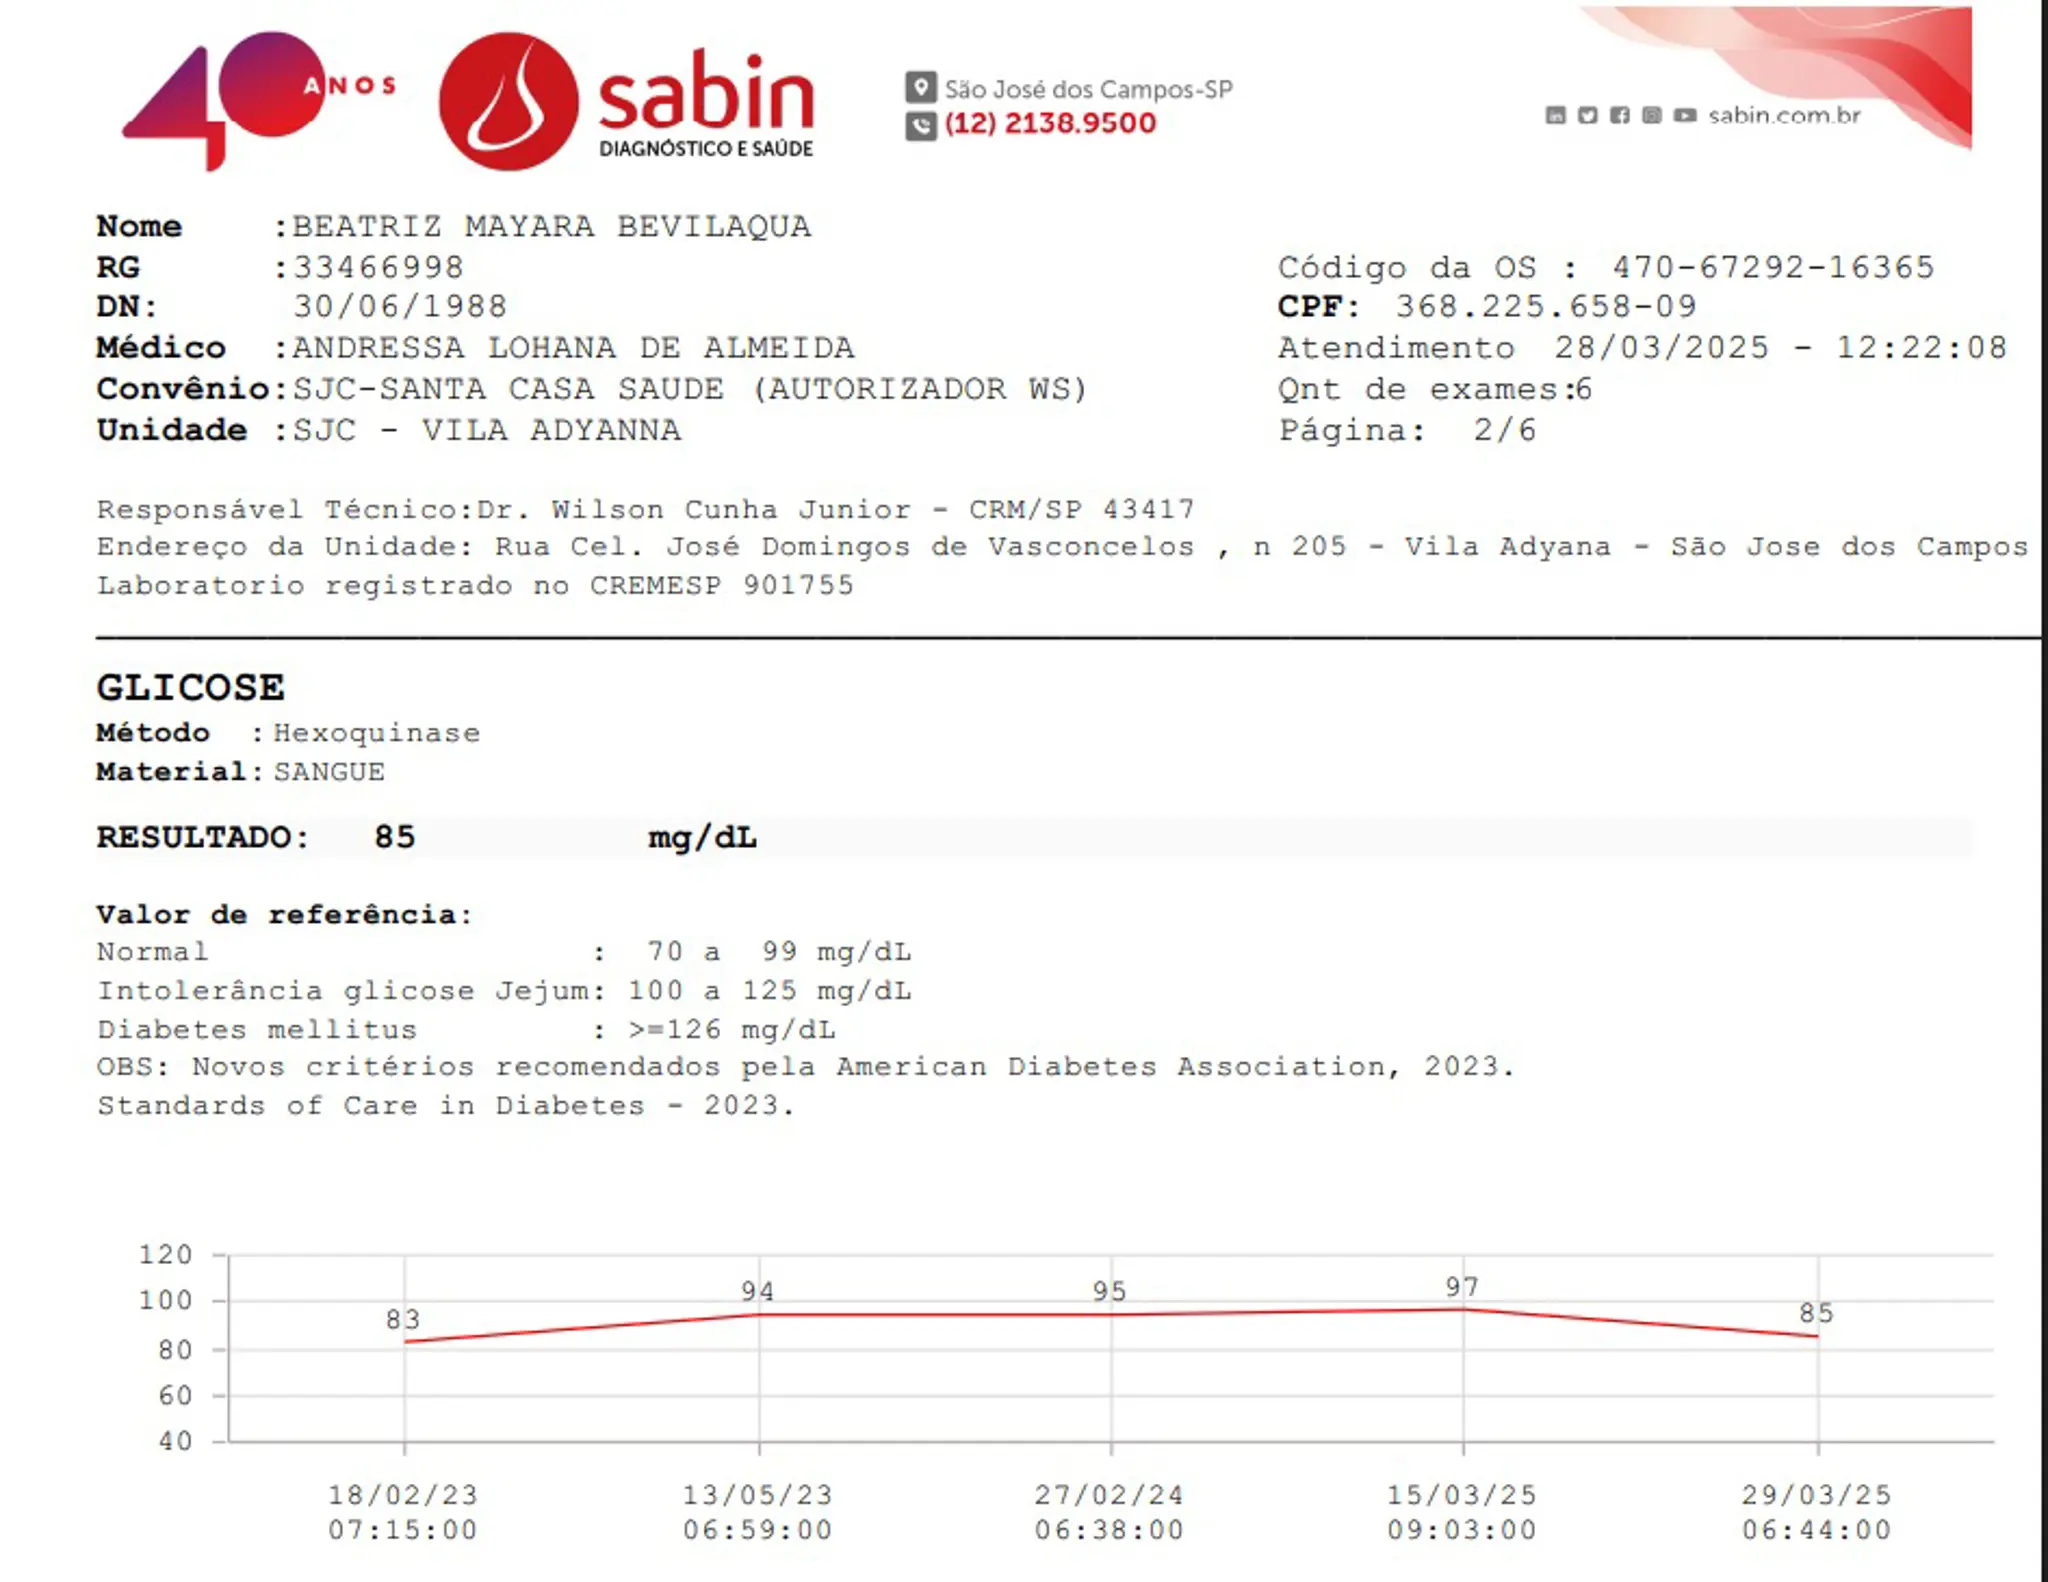 40 ANOS
sabin
DIAGNÓSTICO E SAÚDE
São José dos Campos-SP
(12) 2138.9500
sabin.com.br
Nome :BEATRIZ MAYARA BEVILAQUA
RG :33466998 Código da OS : 470-67292-16365
DN: 30/06/1988 CPF: 368.225.658-09
Médico :ANDRESSA LOHANA DE ALMEIDA Atendimento 28/03/2025 - 12:22:08
Convênio:SJC-SANTA CASA SAUDE (AUTORIZADOR WS) Qnt de exames:6
Unidade :SJC - VILA ADYANNA Página: 2/6
Responsável Técnico:Dr. Wilson Cunha Junior - CRM/SP 43417
Endereço da Unidade: Rua Cel. José Domingos de Vasconcelos , n 205 - Vila Adyana - São Jose dos Campos
Laboratorio registrado no CREMESP 901755
GLICOSE
Método :Hexoquinase
Material:SANGUE
RESULTADO: 85 mg/dL
Valor de referência:
Normal : 70 a 99 mg/dL
Intolerância glicose Jejum: 100 a 125 mg/dL
Diabetes mellitus : >=126 mg/dL
OBS: Novos critérios recomendados pela American Diabetes Association, 2023.
Standards of Care in Diabetes - 2023.
120
100
80
60
40
83 94 95 97 85
18/02/23 13/05/23 27/02/24 15/03/25 29/03/25
07:15:00 06:59:00 06:38:00 09:03:00 06:44:00